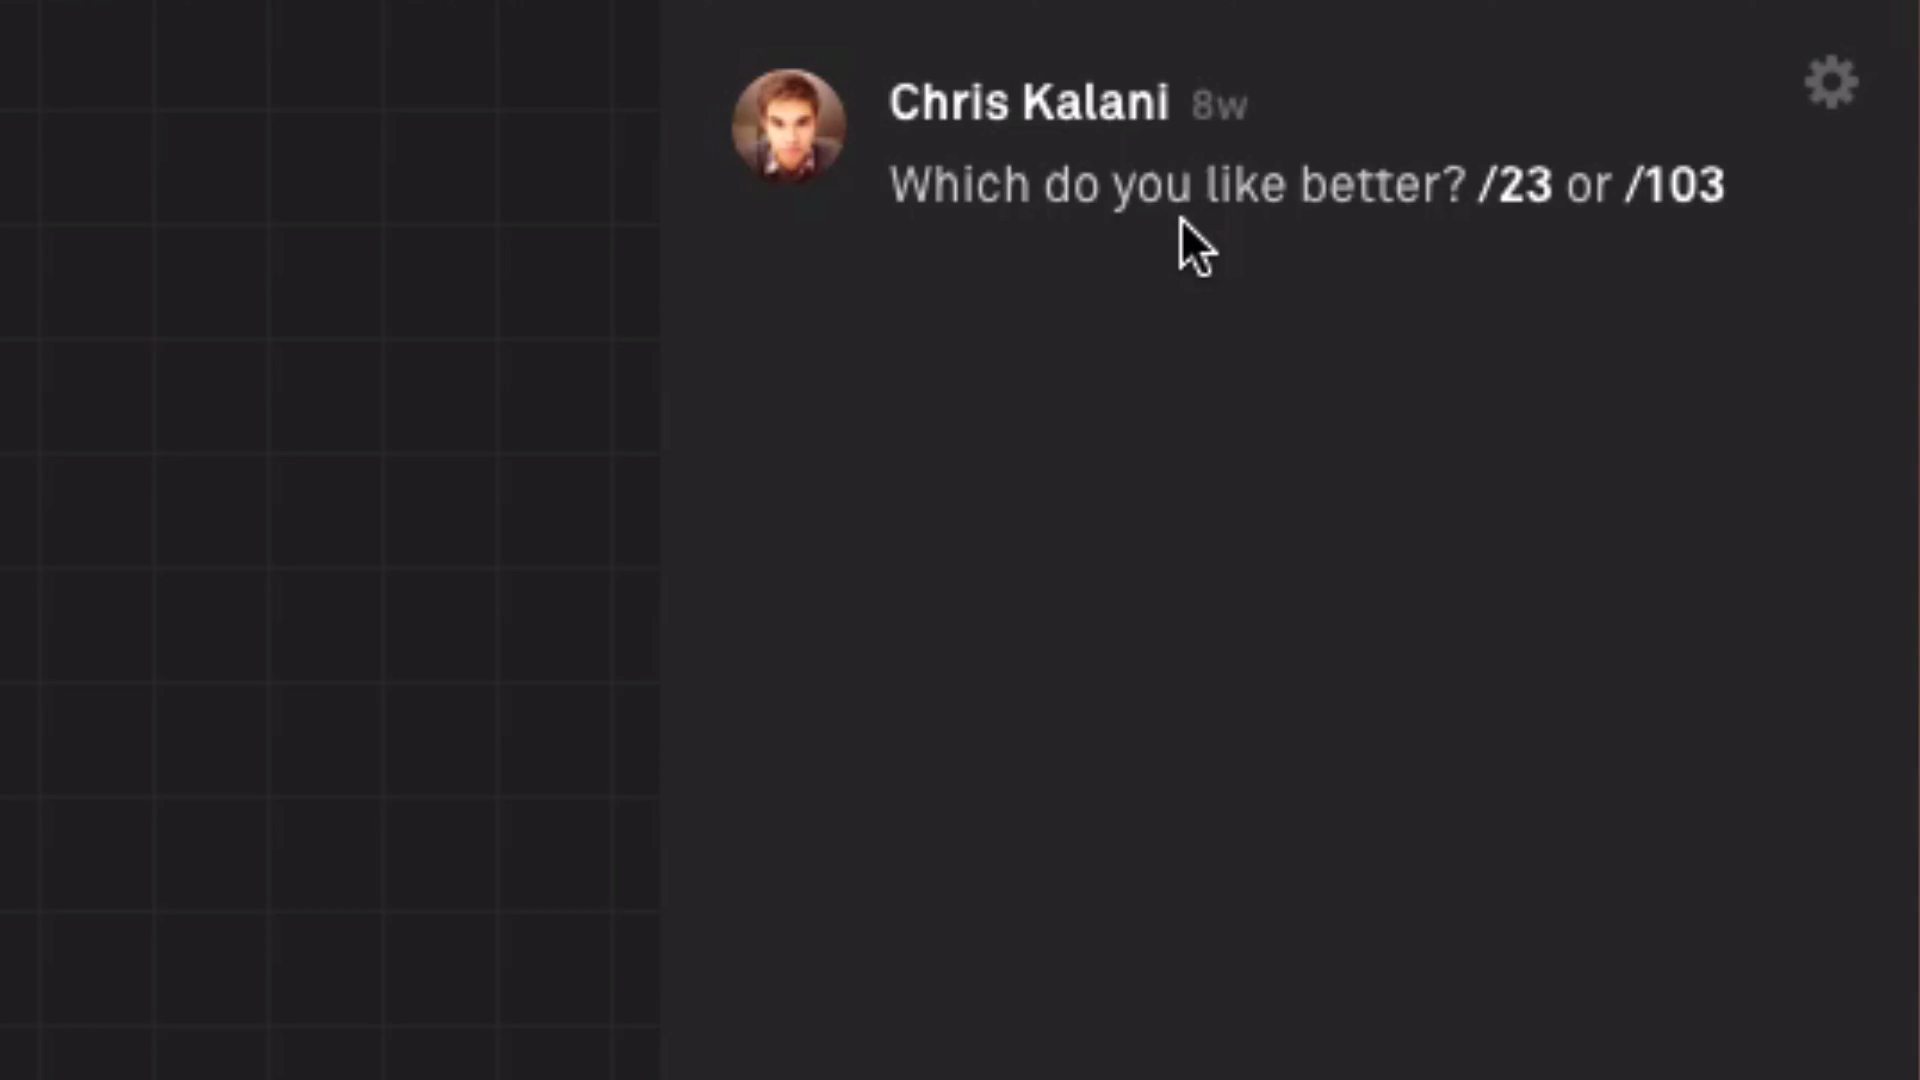 Chris Kalani 8w
Which do you like better? /23 or /103